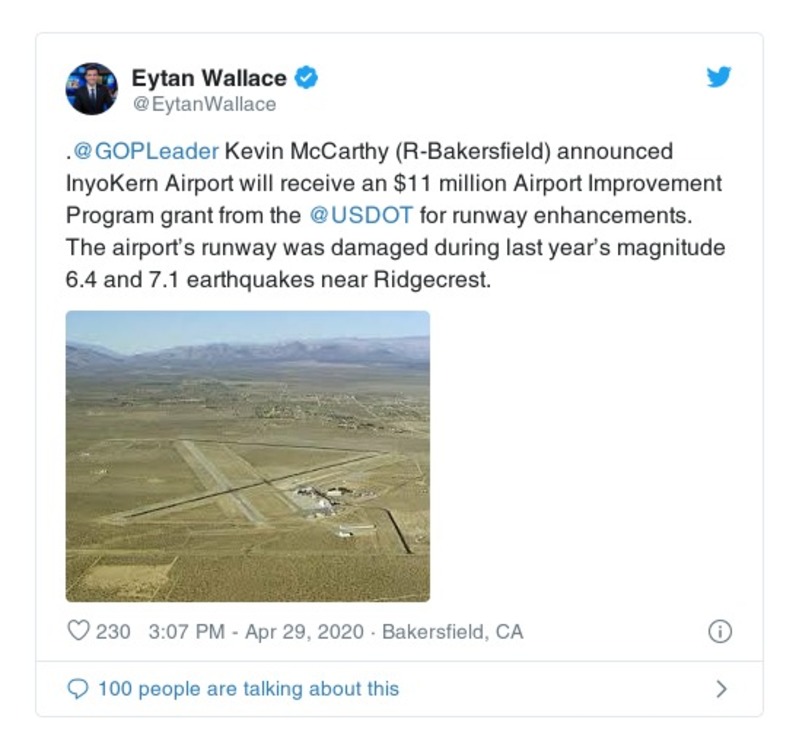 Eytan Wallace
@EytanWallace
.@GOPLeader Kevin McCarthy (R-Bakersfield) announced
InyoKern Airport will receive an $11 million Airport Improvement
Program grant from the @USDOT for runway enhancements.
The airport’s runway was damaged during last year’s magnitude
6.4 and 7.1 earthquakes near Ridgecrest.
230 3:07 PM - Apr 29, 2020 · Bakersfield, CA
100 people are talking about this